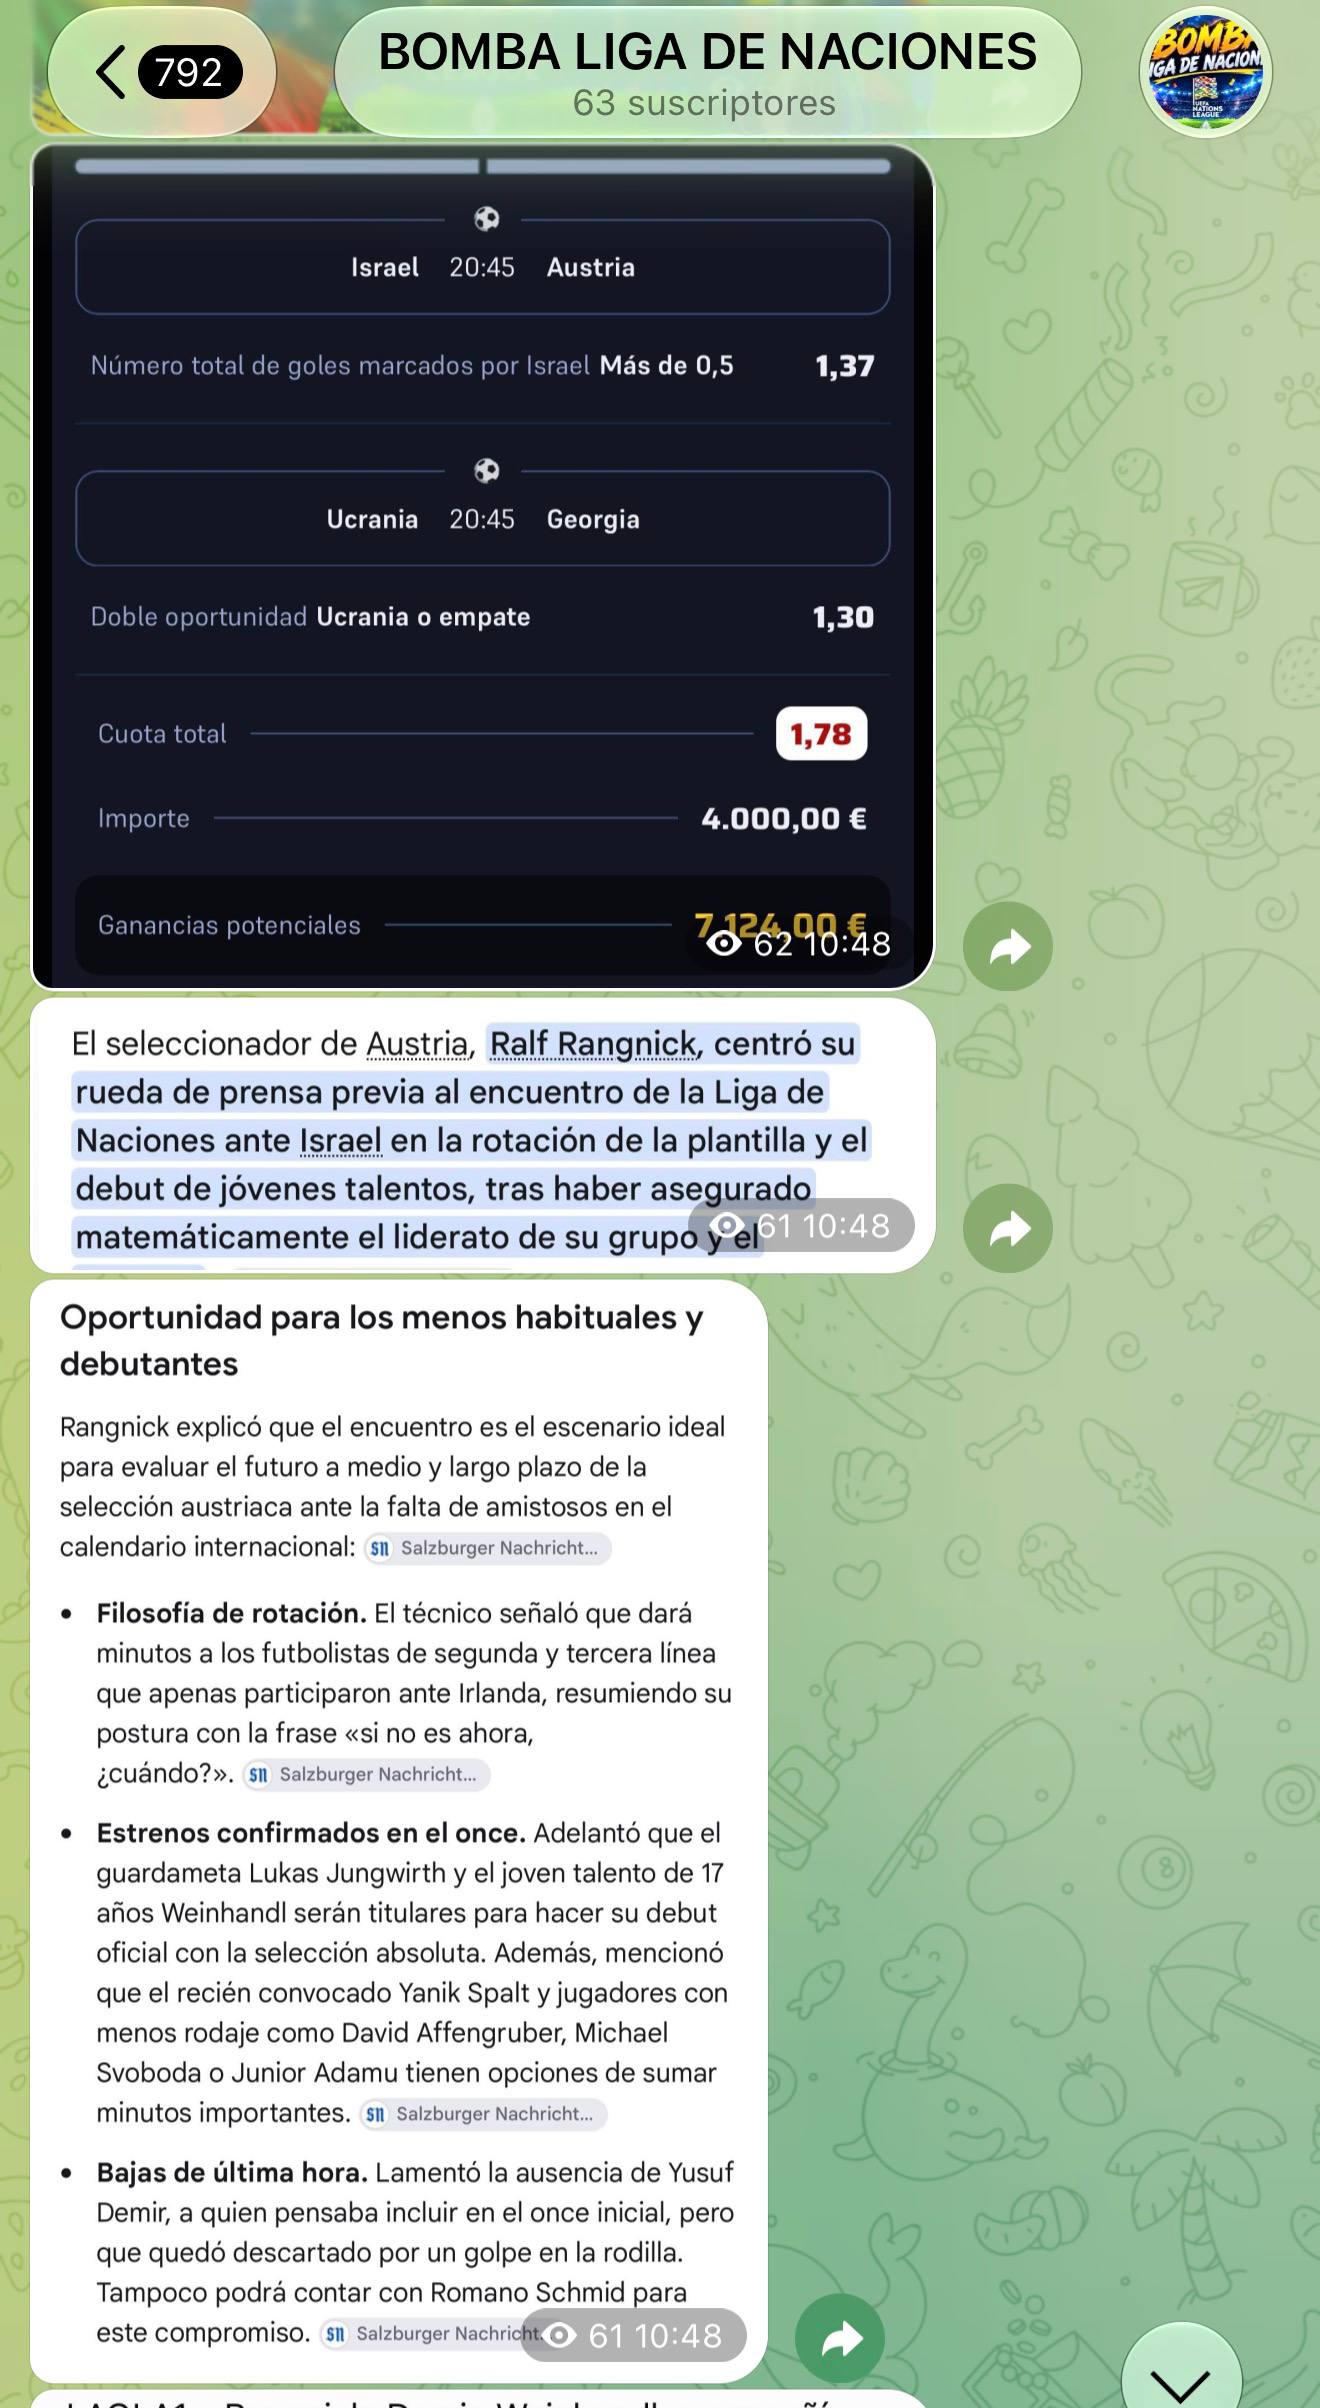 792
BOMBA LIGA DE NACIONES
63 suscriptores
BOMBA
LIGA DE NACION
UEFA
NATIONS
LEAGUE
Israel 20:45 Austria
Número total de goles marcados por Israel Más de 0,5 1,37
Ucrania 20:45 Georgia
Doble oportunidad Ucrania o empate 1,30
Cuota total 1,78
Importe 4.000,00 €
Ganancias potenciales 7.124,00 €
62 10:48
El seleccionador de Austria, Ralf Rangnick, centró su
rueda de prensa previa al encuentro de la Liga de
Naciones ante Israel en la rotación de la plantilla y el
debut de jóvenes talentos, tras haber asegurado
matemáticamente el liderato de su grupo y el
61 10:48
Oportunidad para los menos habituales y
debutantes
Rangnick explicó que el encuentro es el escenario ideal
para evaluar el futuro a medio y largo plazo de la
selección austriaca ante la falta de amistosos en el
calendario internacional: SN Salzburger Nachricht...
• Filosofía de rotación. El técnico señaló que dará
minutos a los futbolistas de segunda y tercera línea
que apenas participaron ante Irlanda, resumiendo su
postura con la frase «si no es ahora,
¿cuándo?». SN Salzburger Nachricht...
• Estrenos confirmados en el once. Adelantó que el
guardameta Lukas Jungwirth y el joven talento de 17
años Weinhandl serán titulares para hacer su debut
oficial con la selección absoluta. Además, mencionó
que el recién convocado Yanik Spalt y jugadores con
menos rodaje como David Affengruber, Michael
Svoboda o Junior Adamu tienen opciones de sumar
minutos importantes. SN Salzburger Nachricht...
• Bajas de última hora. Lamentó la ausencia de Yusuf
Demir, a quien pensaba incluir en el once inicial, pero
que quedó descartado por un golpe en la rodilla.
Tampoco podrá contar con Romano Schmid para
este compromiso. SN Salzburger Nachricht...
61 10:48